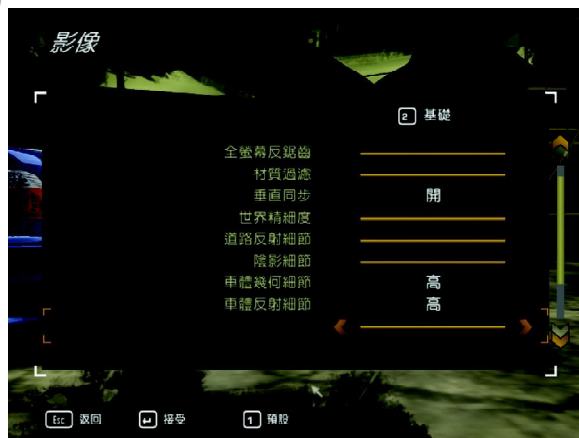 影像
2 基礎
全螢幕反鋸齒
材質過濾
垂直同步 開
世界精細度
道路反射細節
陰影細節
車體幾何細節 高
車體反射細節 高
Esc 返回 ↵ 接受 1 預設